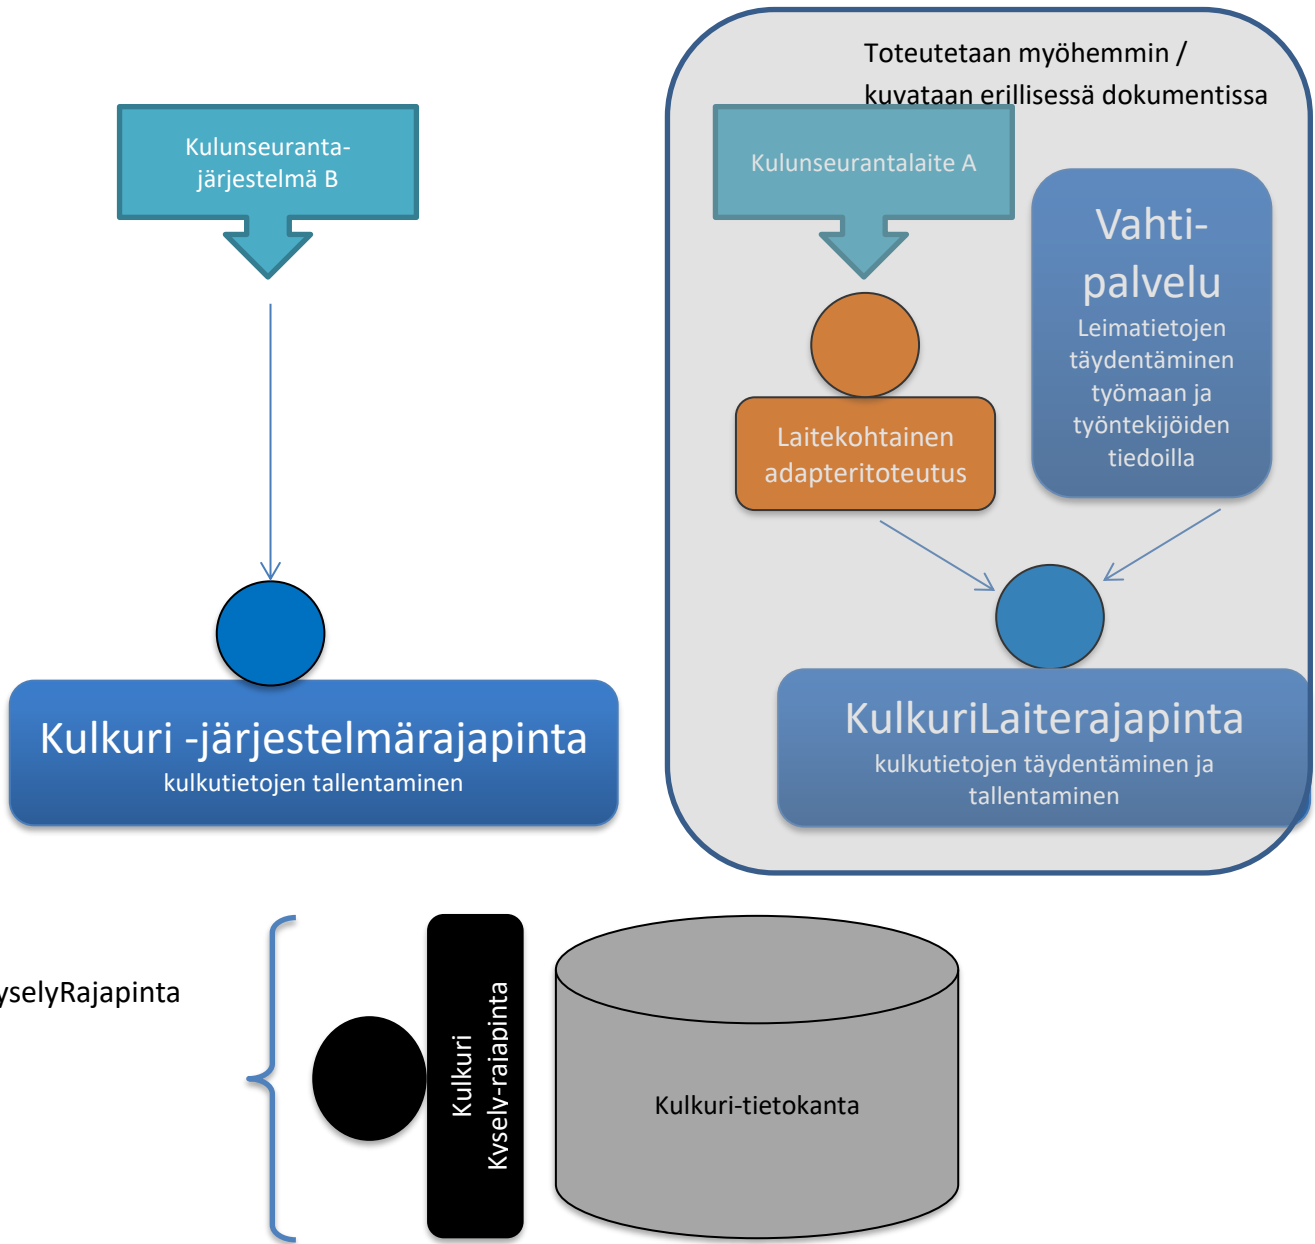 Toteutetaan myöhemmin /
kuvataan erillisessä dokumentissa
Kulunseuranta-
järjestelmä B
Kulunseurantalaite A
Vahti-
palvelu
Leimatietojen
täydentäminen
työmaan ja
työntekijöiden
tiedoilla
Laitekohtainen
adapteritoteutus
Kulkuri -järjestelmärajapinta
kulkutietojen tallentaminen
KulkuriLaiterajapinta
kulkutietojen täydentäminen ja
tallentaminen
yselyRajapinta
Kulkuri
Kysely-rajapinta
Kulkuri-tietokanta